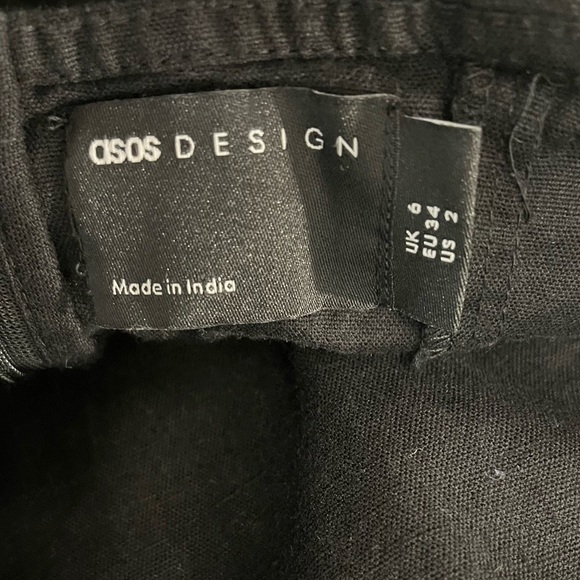 asos DESIGN
Made in India
UK 6
EU 34
US 2